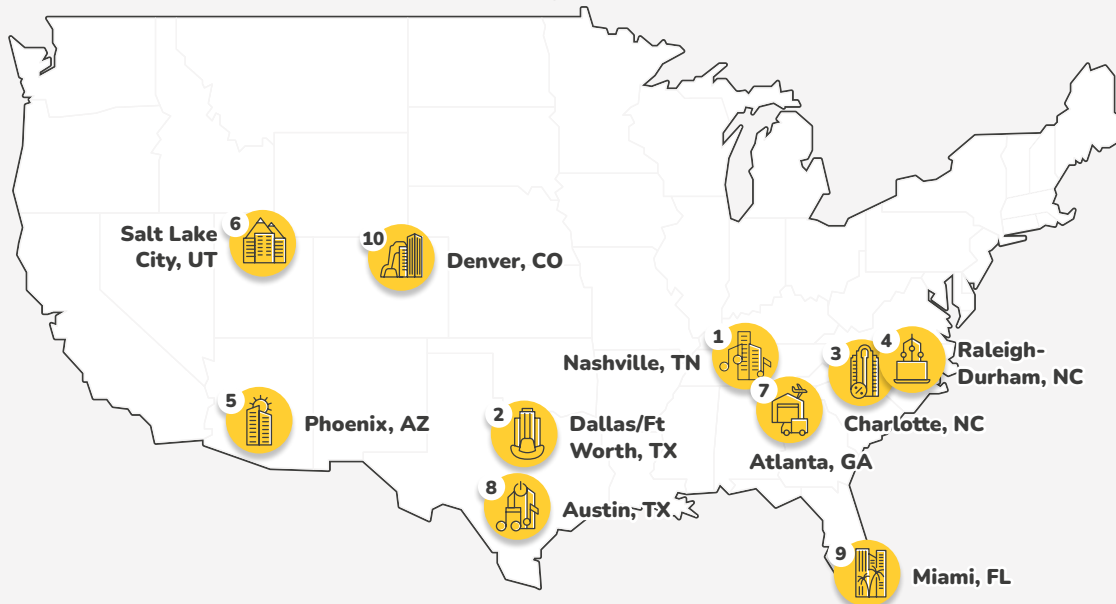 6
Salt Lake
City, UT
10
Denver, CO
1
Nashville, TN
3
4
Raleigh-
Durham, NC
7
5
Phoenix, AZ
2
Dallas/Ft
Worth, TX
Charlotte, NC
Atlanta, GA
8
Austin, TX
9
Miami, FL